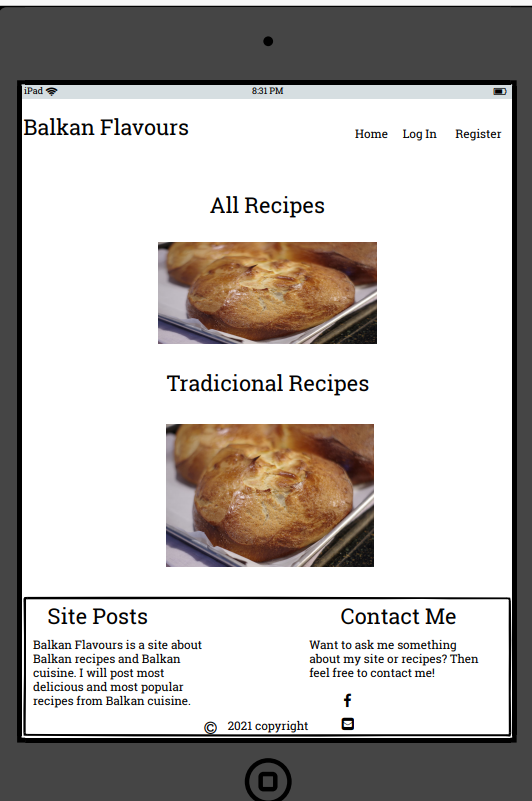 iPad 8:31 PM
Balkan Flavours
Home Log In Register
All Recipes
Tradicional Recipes
Site Posts
Balkan Flavours is a site about
Balkan recipes and Balkan
cuisine. I will post most
delicious and most popular
recipes from Balkan cuisine.
Contact Me
Want to ask me something
about my site or recipes? Then
feel free to contact me!
© 2021 copyright